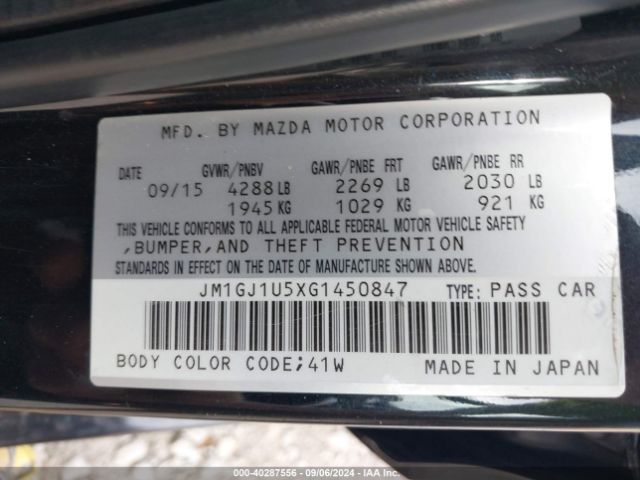 MFD. BY MAZDA MOTOR CORPORATION
DATE GVWR/PNBV GAWR/PNBE FRT GAWR/PNBE RR
09/15 4288 LB 2269 LB 2030 LB
1945 KG 1029 KG 921 KG
THIS VEHICLE CONFORMS TO ALL APPLICABLE FEDERAL MOTOR VEHICLE SAFETY
,BUMPER,AND THEFT PREVENTION
STANDARDS IN EFFECT ON THE DATE OF MANUFACTURE SHOWN ABOVE.
JM1GJ1U5XG1450847 TYPE: PASS CAR
BODY COLOR CODE;41W MADE IN JAPAN
000-40287556 - 09/06/2024 - IAA Inc.